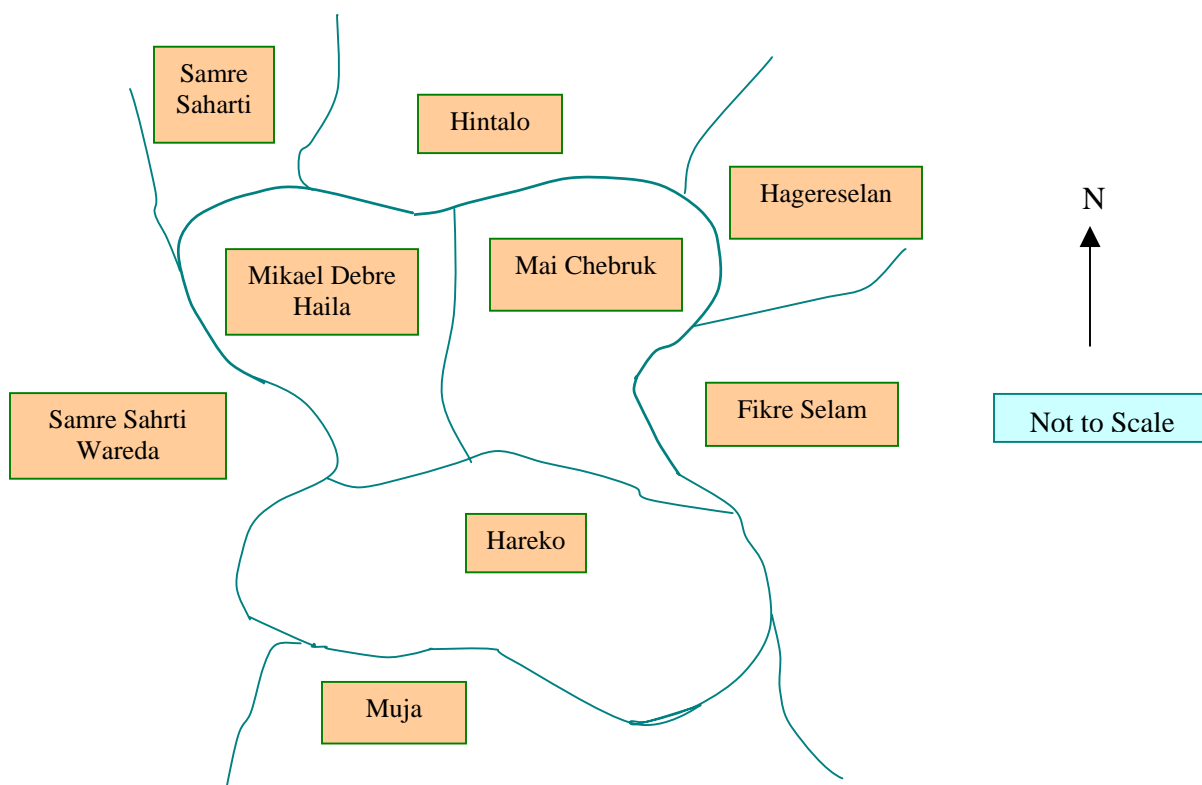 Samre
Saharti
Hintalo
Hagereselan
N
Mikael Debre
Haila
Mai Chebruk
Samre Sahrti
Wareda
Fikre Selam
Not to Scale
Hareko
Muja